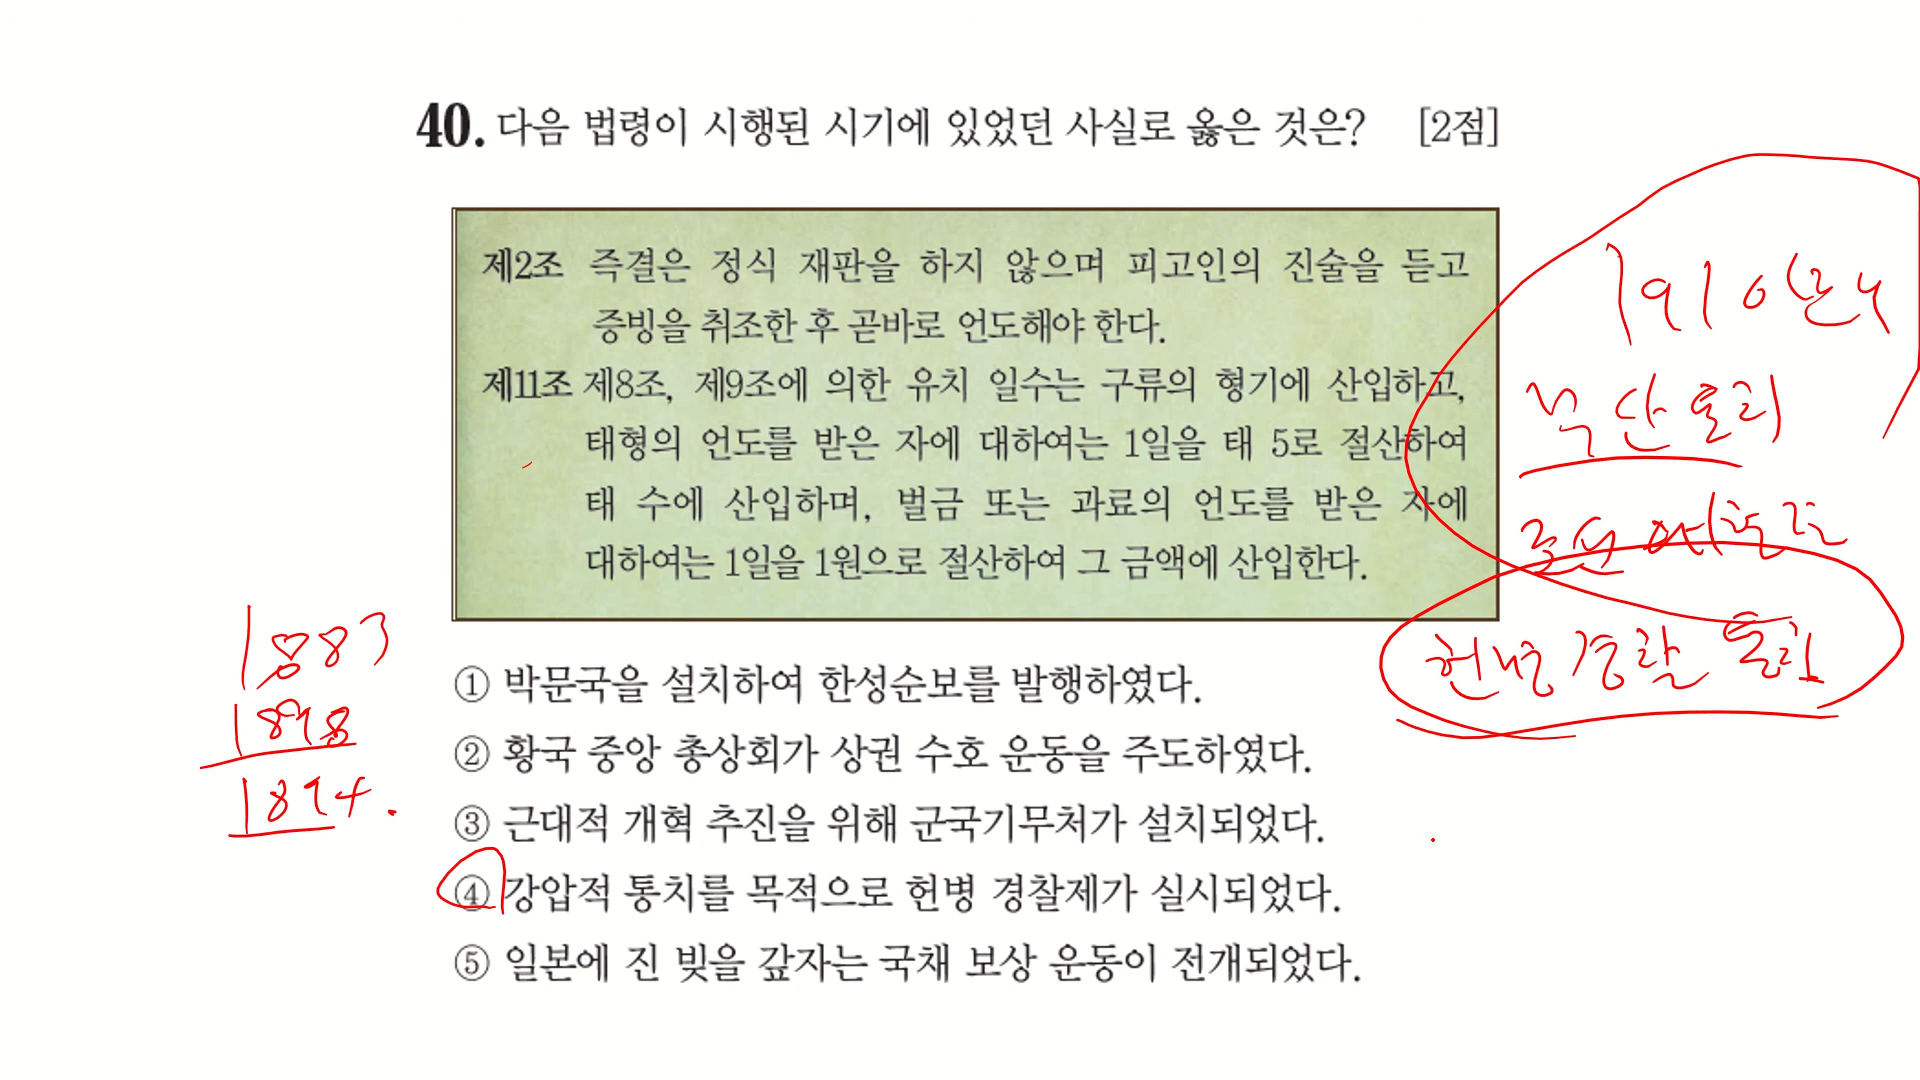 40. 다음 법령이 시행된 시기에 있었던 사실로 옳은 것은? [2점]
제2조 즉결은 정식 재판을 하지 않으며 피고인의 진술을 듣고
증빙을 취조한 후 곧바로 언도해야 한다.
제11조 제8조, 제9조에 의한 유치 일수는 구류의 형기에 산입하고,
태형의 언도를 받은 자에 대하여는 1일을 태 5로 절산하여
태 수에 산입하며, 벌금 또는 과료의 언도를 받은 자에
대하여는 1일을 1원으로 절산하여 그 금액에 산입한다.
1910년대
무단통치
헌병경찰 통치
1883
1898
1894.
① 박문국을 설치하여 한성순보를 발행하였다.
② 황국 중앙 총상회가 상권 수호 운동을 주도하였다.
③ 근대적 개혁 추진을 위해 군국기무처가 설치되었다.
④ 강압적 통치를 목적으로 헌병 경찰제가 실시되었다.
⑤ 일본에 진 빚을 갚자는 국채 보상 운동이 전개되었다.